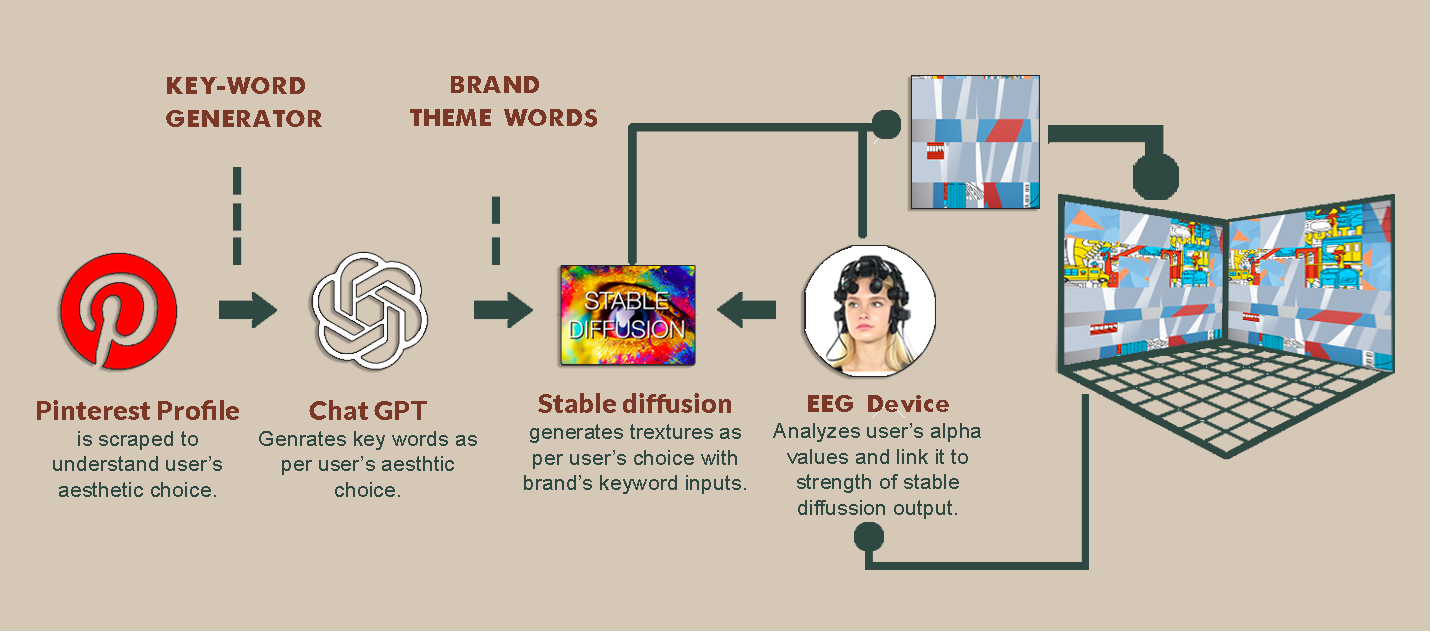 KEY-WORD
GENERATOR
BRAND
THEME WORDS
STABLE
DIFFUSION
Pinterest Profile
is scraped to
understand user's
aesthetic choice.
Chat GPT
Genrates key words as
per user's aesthtic
choice.
Stable diffusion
generates trextures as
per user's choice with
brand's keyword inputs.
EEG Device
Analyzes user's alpha
values and link it to
strength of stable
diffussion output.